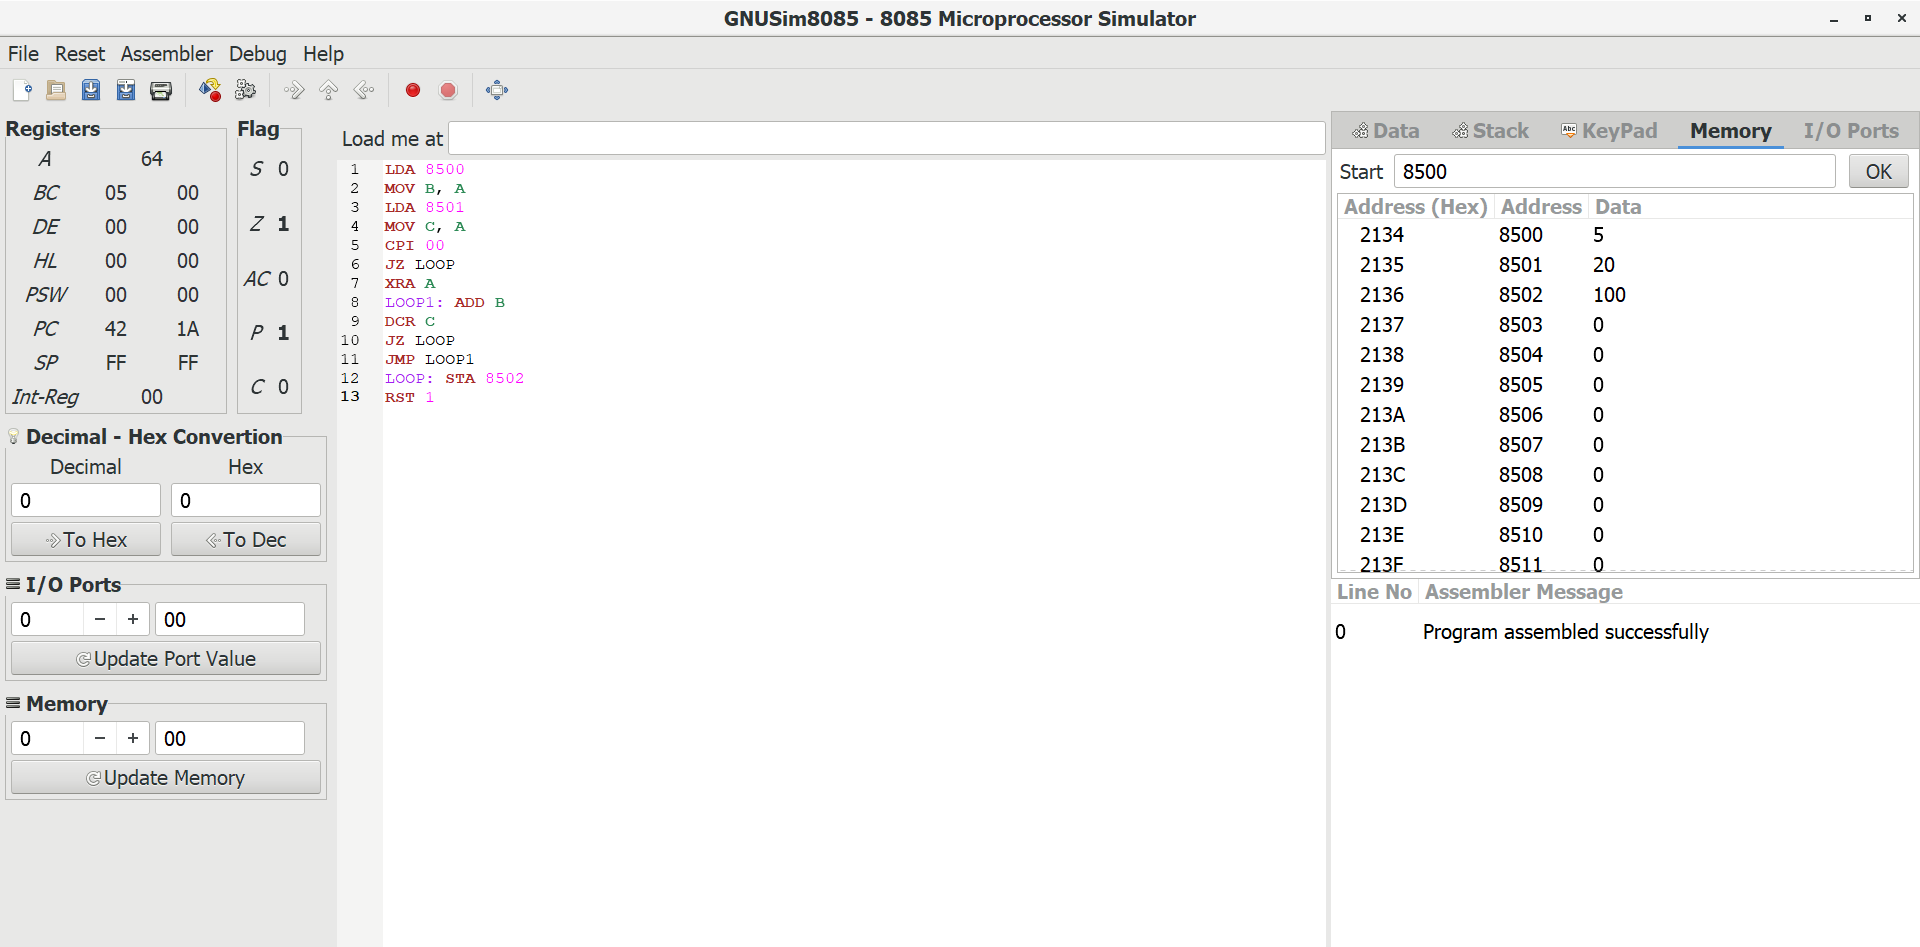 GNUSim8085 - 8085 Microprocessor Simulator
File Reset Assembler Debug Help
Registers
A 64
BC 05 00
DE 00 00
HL 00 00
PSW 00 00
PC 42 1A
SP FF FF
Int-Reg 00
Flag
S 0
Z 1
AC 0
P 1
C 0
Decimal - Hex Convertion
Decimal Hex
0 0
To Hex To Dec
I/O Ports
0 − + 00
Update Port Value
Memory
0 − + 00
Update Memory
Load me at
1 LDA 8500
2 MOV B, A
3 LDA 8501
4 MOV C, A
5 CPI 00
6 JZ LOOP
7 XRA A
8 LOOP1: ADD B
9 DCR C
10 JZ LOOP
11 JMP LOOP1
12 LOOP: STA 8502
13 RST 1
Data Stack Abc KeyPad Memory I/O Ports
Start 8500 OK
Address (Hex) Address Data
2134 8500 5
2135 8501 20
2136 8502 100
2137 8503 0
2138 8504 0
2139 8505 0
213A 8506 0
213B 8507 0
213C 8508 0
213D 8509 0
213E 8510 0
213F 8511 0
Line No Assembler Message
0 Program assembled successfully